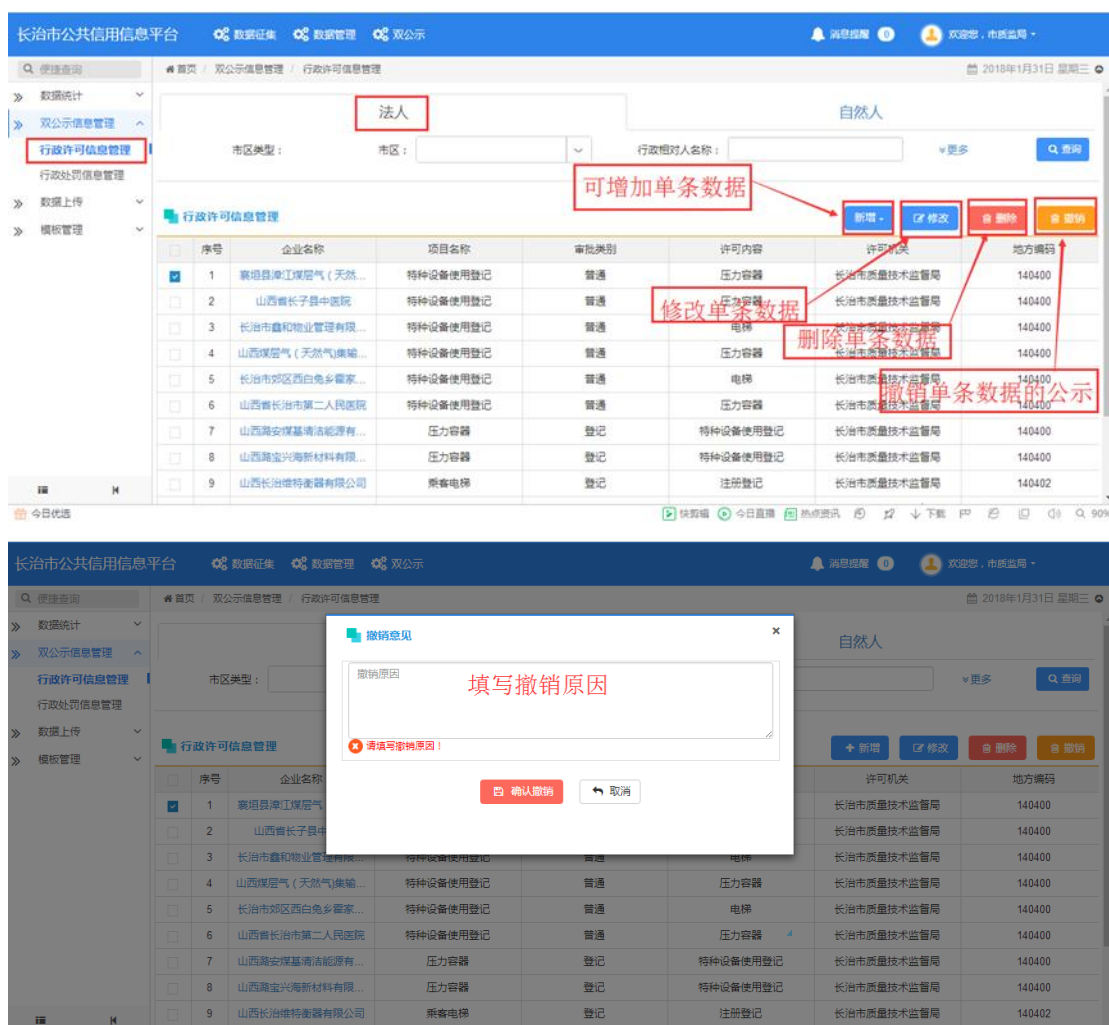 长治市公共信用信息平台 数据征集 数据管理 双公示 消息提醒 0 欢迎您，市质监局
便捷查询 首页 / 双公示信息管理 / 行政许可信息管理 2018年1月31日 星期三
数据统计
法人 自然人
双公示信息管理
行政许可信息管理 市区类型： 市区： 行政相对人名称： 更多 查询
行政处罚信息管理
可增加单条数据
数据上传
行政许可信息管理 新增 修改 删除 撤销
模板管理
序号 企业名称 项目名称 审批类别 许可内容 许可机关 地方编码
1 襄垣县漳江煤层气（天然... 特种设备使用登记 普通 压力容器 长治市质量技术监督局 140400
2 山西省长子县中医院 特种设备使用登记 普通 压力容器 长治市质量技术监督局 140400
修改单条数据
3 长治市鑫和物业管理有限... 特种设备使用登记 普通 电梯 长治市质量技术监督局 140400
删除单条数据
4 山西煤层气（天然气)集输... 特种设备使用登记 普通 压力容器 长治市质量技术监督局 140400
5 长治市郊区西白兔乡霍家... 特种设备使用登记 普通 电梯 长治市质量技术监督局 140400
撤销单条数据的公示
6 山西省长治市第二人民医院 特种设备使用登记 普通 压力容器 长治市质量技术监督局 140400
7 山西潞安煤基清洁能源有... 压力容器 登记 特种设备使用登记 长治市质量技术监督局 140400
8 山西潞宝兴海新材料有限... 压力容器 登记 特种设备使用登记 长治市质量技术监督局 140400
9 山西长治维特衡器有限公司 乘客电梯 登记 注册登记 长治市质量技术监督局 140402
今日优选 快剪辑 今日直播 热点资讯 下载 90%
长治市公共信用信息平台 数据征集 数据管理 双公示 消息提醒 0 欢迎您，市质监局
便捷查询 首页 / 双公示信息管理 / 行政许可信息管理 2018年1月31日 星期三
数据统计
撤销意见 ×
自然人
双公示信息管理
撤销原因
填写撤销原因
行政许可信息管理 市区类型： 更多 查询
行政处罚信息管理
数据上传
请填写撤销原因！
行政许可信息管理 新增 修改 删除 撤销
模板管理
序号 企业名称 许可机关 地方编码
确认撤销 取消
1 襄垣县漳江煤层气 长治市质量技术监督局 140400
2 山西省长子县中 长治市质量技术监督局 140400
3 长治市鑫和物业管理有限... 特种设备使用登记 普通 电梯 长治市质量技术监督局 140400
4 山西煤层气（天然气)集输... 特种设备使用登记 普通 压力容器 长治市质量技术监督局 140400
5 长治市郊区西白兔乡霍家... 特种设备使用登记 普通 电梯 长治市质量技术监督局 140400
6 山西省长治市第二人民医院 特种设备使用登记 普通 压力容器 长治市质量技术监督局 140400
7 山西潞安煤基清洁能源有... 压力容器 登记 特种设备使用登记 长治市质量技术监督局 140400
8 山西潞宝兴海新材料有限... 压力容器 登记 特种设备使用登记 长治市质量技术监督局 140400
9 山西长治维特衡器有限公司 乘客电梯 登记 注册登记 长治市质量技术监督局 140402